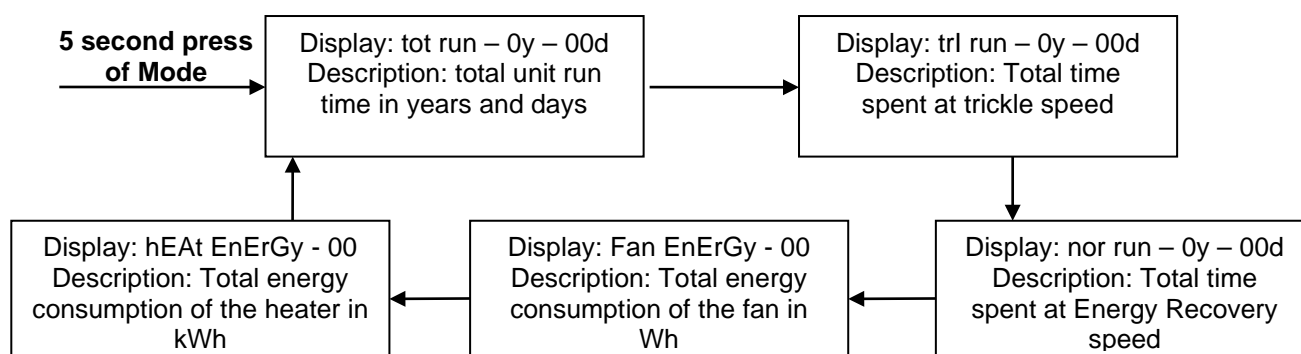 5 second press
of Mode
Display: tot run – 0y – 00d
Description: total unit run
time in years and days
Display: trI run – 0y – 00d
Description: Total time
spent at trickle speed
Display: nor run – 0y – 00d
Description: Total time
spent at Energy Recovery
speed
Display: Fan EnErGy - 00
Description: Total energy
consumption of the fan in
Wh
Display: hEAt EnErGy - 00
Description: Total energy
consumption of the heater in
kWh